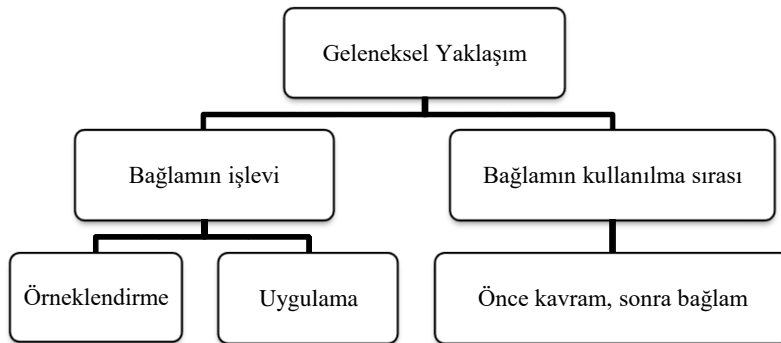 Geleneksel Yaklaşım
Bağlamın işlevi
Bağlamın kullanılma sırası
Örneklendirme
Uygulama
Önce kavram, sonra bağlam